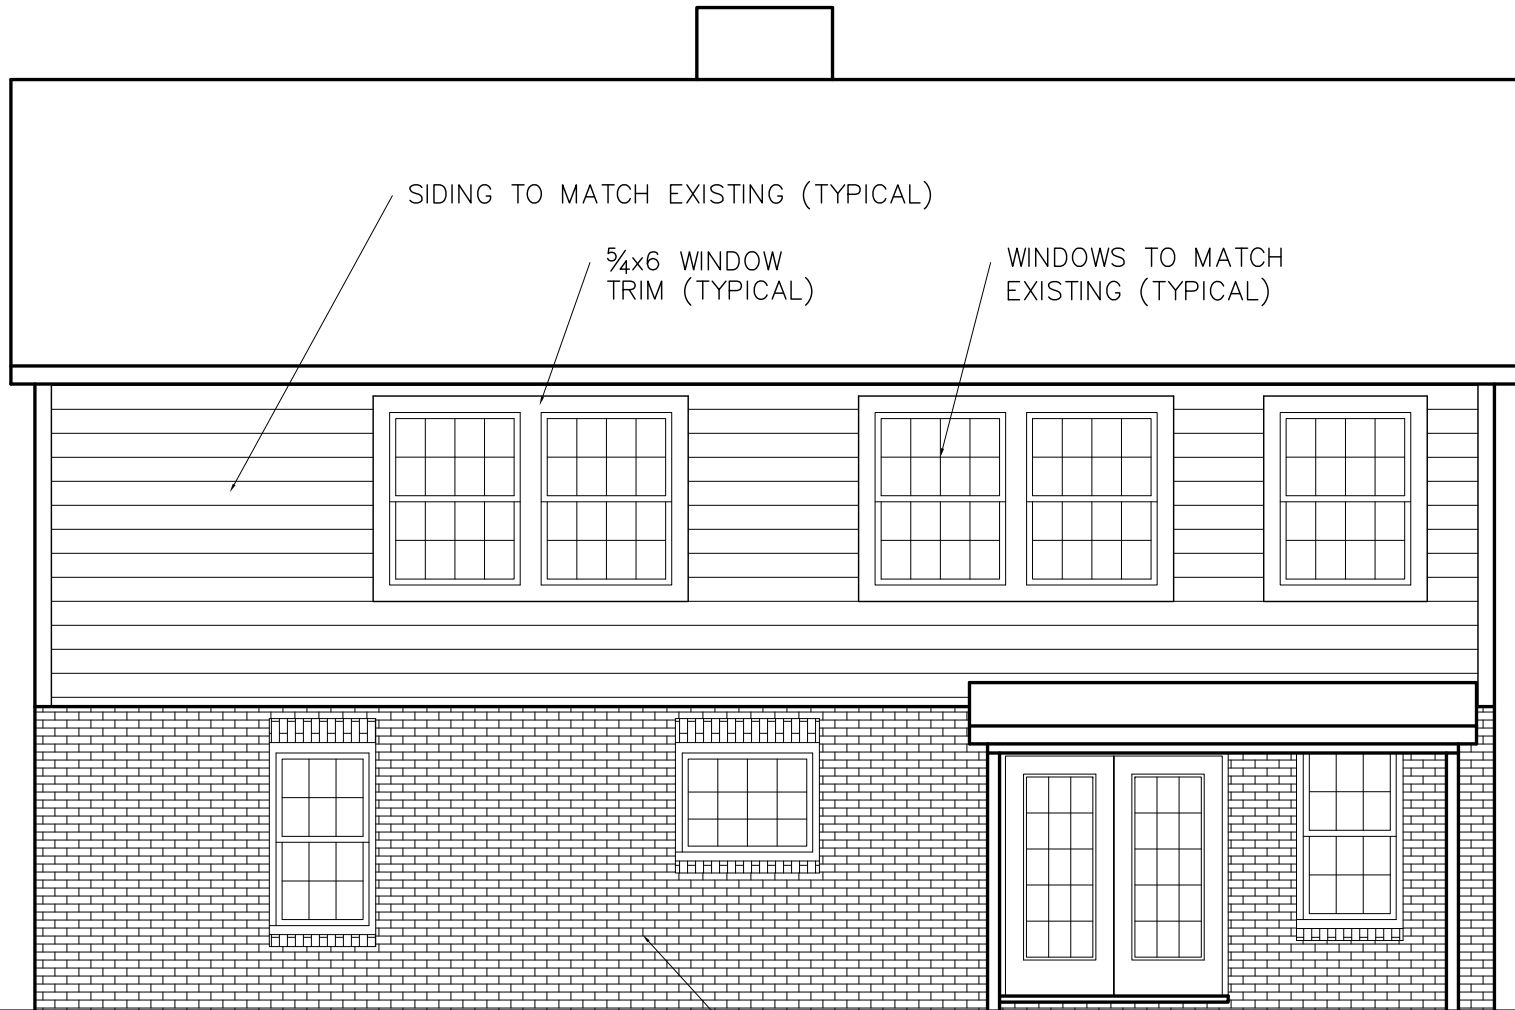 SIDING TO MATCH EXISTING (TYPICAL)
5/4x6 WINDOW
TRIM (TYPICAL)
WINDOWS TO MATCH
EXISTING (TYPICAL)